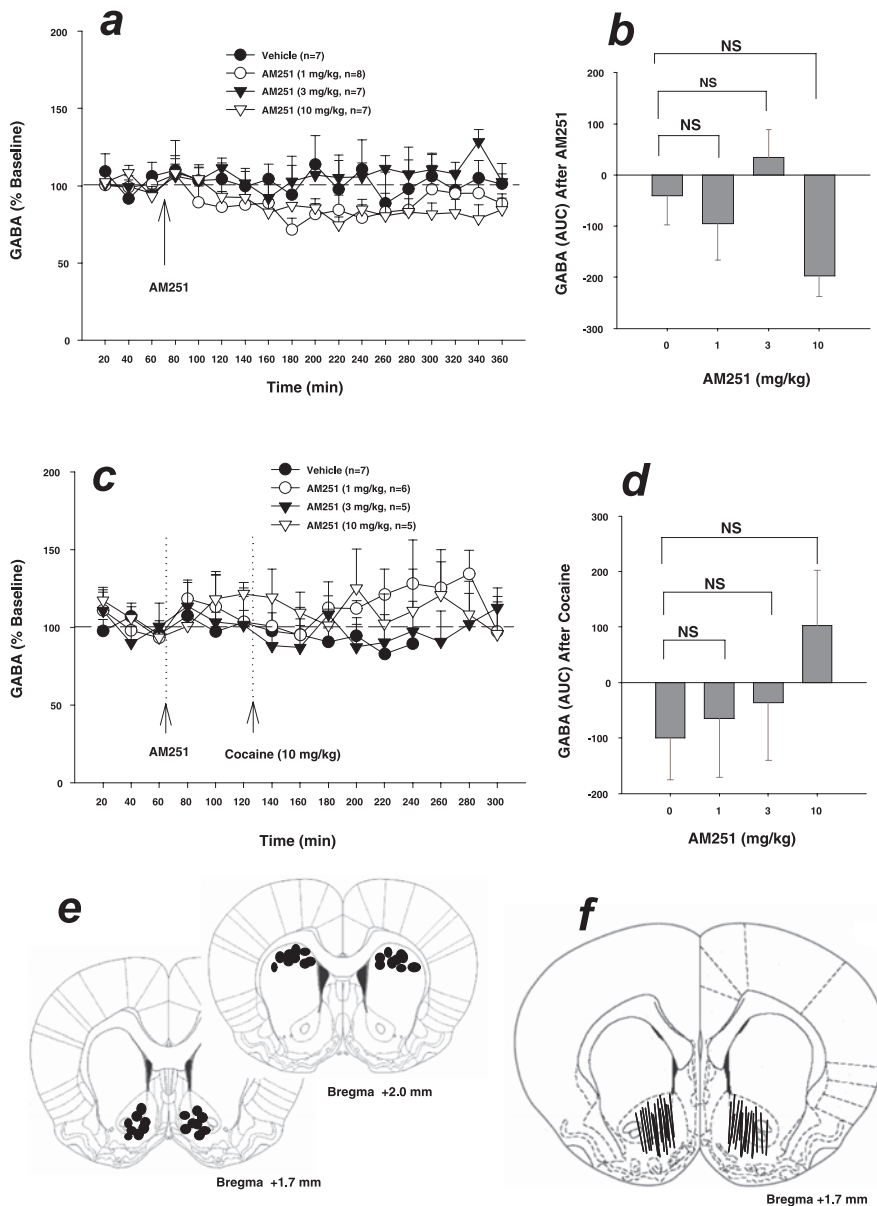 a
Vehicle (n=7)
AM251 (1 mg/kg, n=8)
AM251 (3 mg/kg, n=7)
AM251 (10 mg/kg, n=7)
GABA (% Baseline)
200
150
100
50
0
AM251
20 40 60 80 100 120 140 160 180 200 220 240 260 280 300 320 340 360
Time (min)
b
NS
NS
NS
GABA (AUC) After AM251
200
100
0
-100
-200
-300
0 1 3 10
AM251 (mg/kg)
c
Vehicle (n=7)
AM251 (1 mg/kg, n=6)
AM251 (3 mg/kg, n=5)
AM251 (10 mg/kg, n=5)
GABA (% Baseline)
200
150
100
50
0
AM251
Cocaine (10 mg/kg)
20 40 60 80 100 120 140 160 180 200 220 240 260 280 300
Time (min)
d
NS
NS
NS
GABA (AUC) After Cocaine
300
200
100
0
-100
-200
0 1 3 10
AM251 (mg/kg)
e
Bregma +2.0 mm
Bregma +1.7 mm
f
Bregma +1.7 mm